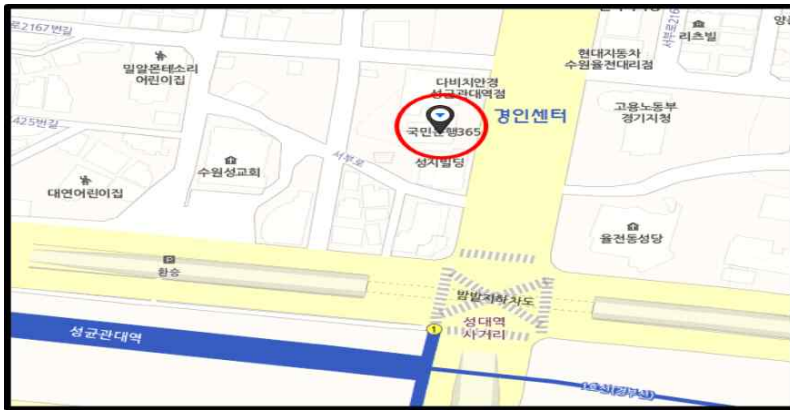 로2167번길
서부로216
리츠빌
밀알몬테소리
어린이집
현대자동차
수원율전대리점
다비치안경
성균관대역점
경인센터
고용노동부
경기지청
국민은행365
425번길
수원성교회
서부로
성지빌딩
대연어린이집
율전동성당
P
환승
밤밭지하차도
성대역
사거리
1
성균관대역
1호선(경부선)